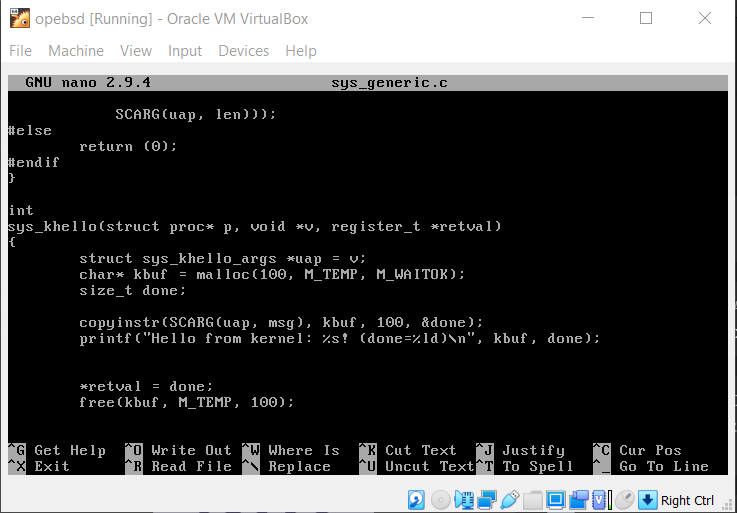 opebsd [Running] - Oracle VM VirtualBox
File Machine View Input Devices Help
GNU nano 2.9.4 sys_generic.c
SCARG(uap, len)));
#else
return (0);
#endif
}
int
sys_khello(struct proc* p, void *v, register_t *retval)
{
struct sys_khello_args *uap = v;
char* kbuf = malloc(100, M_TEMP, M_WAITOK);
size_t done;
copyinstr(SCARG(uap, msg), kbuf, 100, &done);
printf("Hello from kernel: %s! (done=%ld)\n", kbuf, done);
*retval = done;
free(kbuf, M_TEMP, 100);
^G Get Help ^O Write Out ^W Where Is ^K Cut Text ^J Justify ^C Cur Pos
^X Exit ^R Read File ^\ Replace ^U Uncut Text ^T To Spell ^_ Go To Line
Right Ctrl